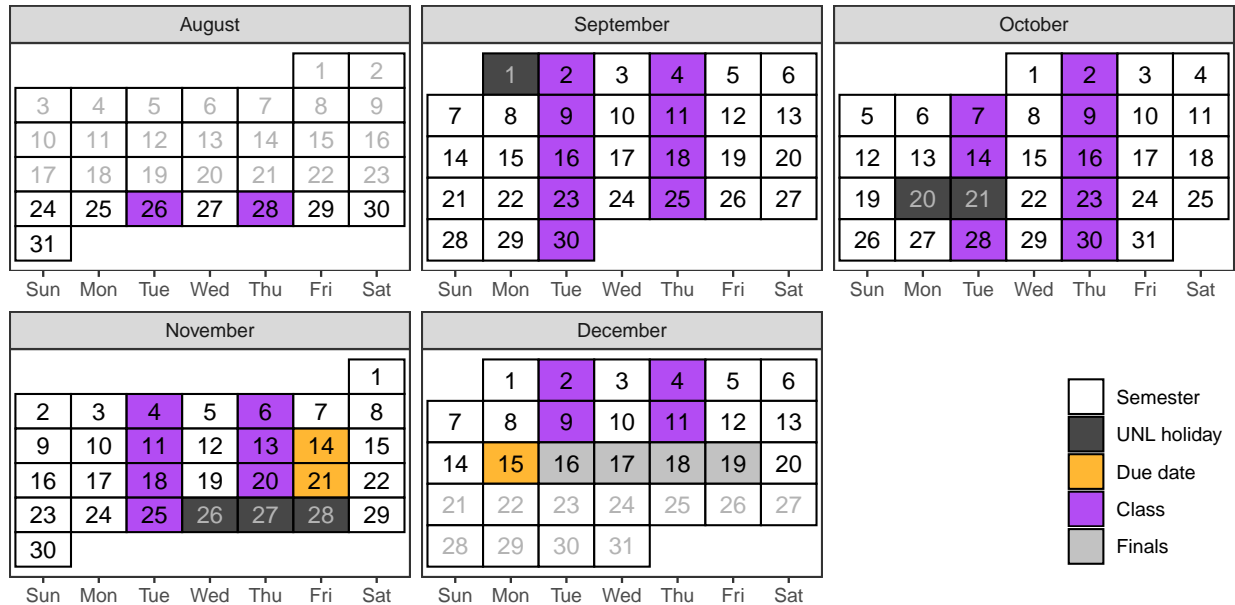 August September October
1 2 1 2 3 4 5 6 1 2 3 4
3 4 5 6 7 8 9 7 8 9 10 11 12 13 5 6 7 8 9 10 11
10 11 12 13 14 15 16 14 15 16 17 18 19 20 12 13 14 15 16 17 18
17 18 19 20 21 22 23 21 22 23 24 25 26 27 19 20 21 22 23 24 25
24 25 26 27 28 29 30 28 29 30 26 27 28 29 30 31
31
Sun Mon Tue Wed Thu Fri Sat Sun Mon Tue Wed Thu Fri Sat Sun Mon Tue Wed Thu Fri Sat
November December
1 1 2 3 4 5 6
2 3 4 5 6 7 8 7 8 9 10 11 12 13
9 10 11 12 13 14 15 14 15 16 17 18 19 20
16 17 18 19 20 21 22 21 22 23 24 25 26 27
23 24 25 26 27 28 29 28 29 30 31
30
Sun Mon Tue Wed Thu Fri Sat Sun Mon Tue Wed Thu Fri Sat
Semester
UNL holiday
Due date
Class
Finals